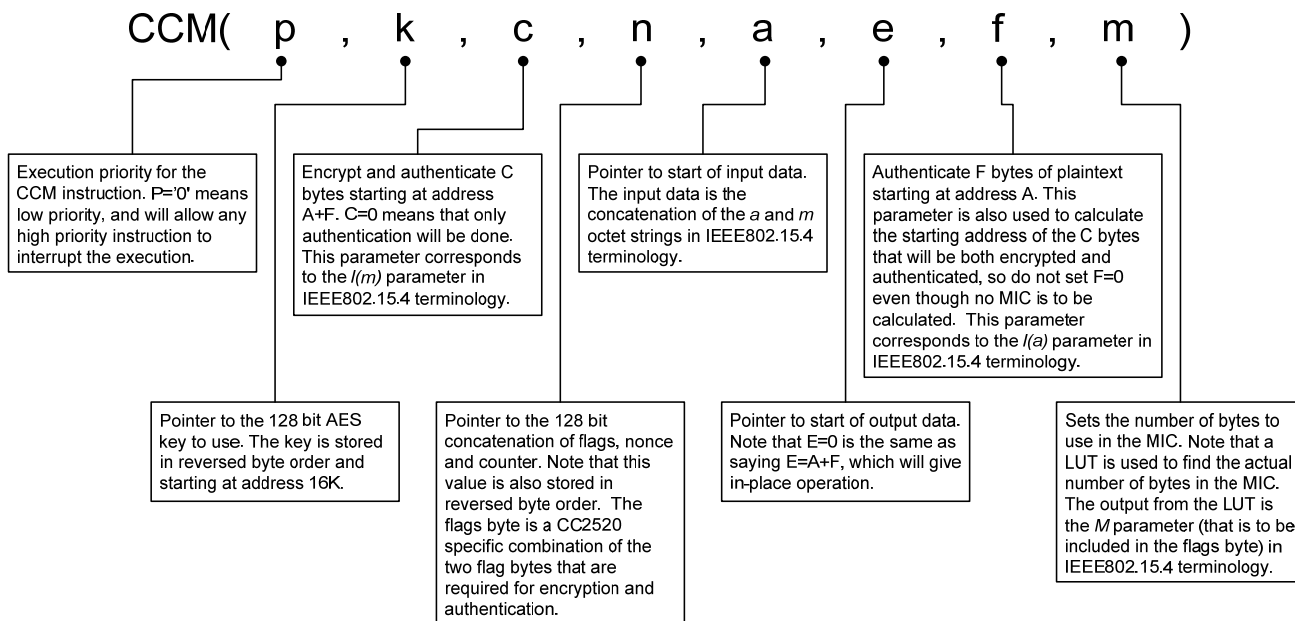 CCM( p , k , c , n , a , e , f , m )
Execution priority for the
CCM instruction. P='0' means
low priority, and will allow any
high priority instruction to
interrupt the execution.
Encrypt and authenticate C
bytes starting at address
A+F. C=0 means that only
authentication will be done.
This parameter corresponds
to the l(m) parameter in
IEEE802.15.4 terminology.
Pointer to start of input data.
The input data is the
concatenation of the a and m
octet strings in IEEE802.15.4
terminology.
Authenticate F bytes of plaintext
starting at address A. This
parameter is also used to calculate
the starting address of the C bytes
that will be both encrypted and
authenticated, so do not set F=0
even though no MIC is to be
calculated. This parameter
corresponds to the l(a) parameter in
IEEE802.15.4 terminology.
Pointer to the 128 bit AES
key to use. The key is stored
in reversed byte order and
starting at address 16K.
Pointer to the 128 bit
concatenation of flags, nonce
and counter. Note that this
value is also stored in
reversed byte order. The
flags byte is a CC2520
specific combination of the
two flag bytes that are
required for encryption and
authentication.
Pointer to start of output data.
Note that E=0 is the same as
saying E=A+F, which will give
in-place operation.
Sets the number of bytes to
use in the MIC. Note that a
LUT is used to find the actual
number of bytes in the MIC.
The output from the LUT is
the M parameter (that is to be
included in the flags byte) in
IEEE802.15.4 terminology.